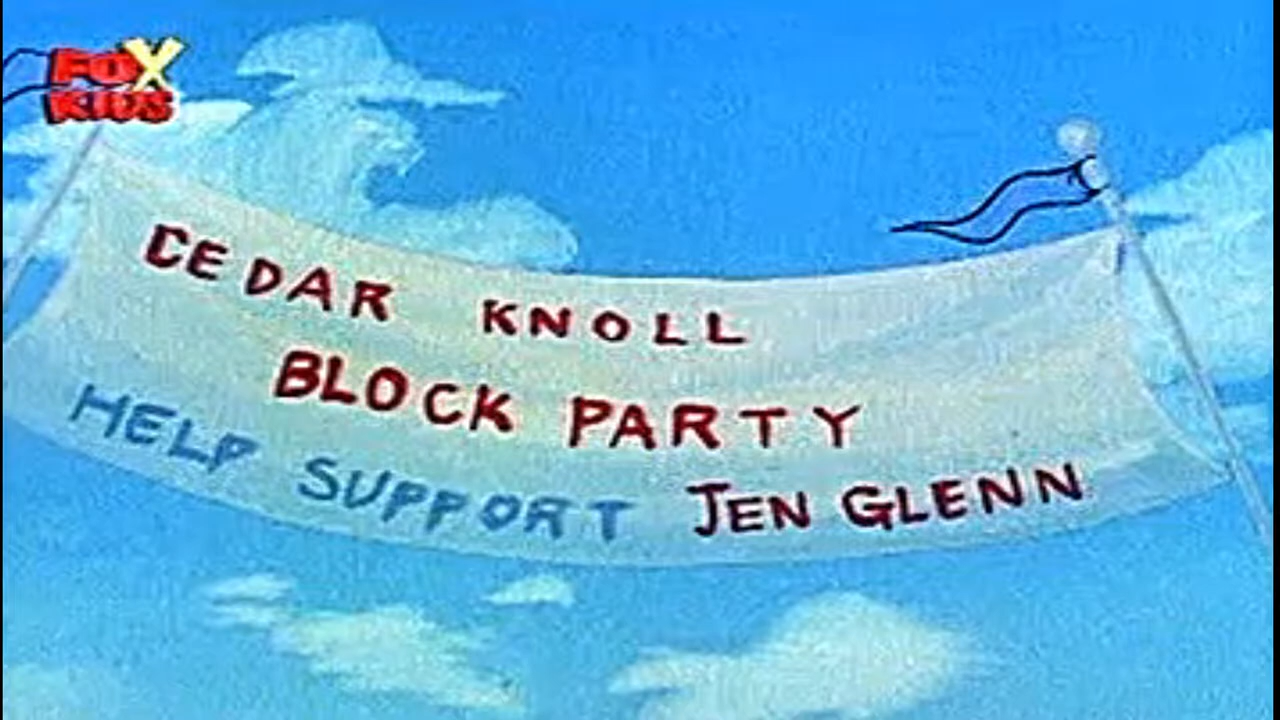 FOX
KIDS
CEDAR KNOLL
BLOCK PARTY
HELP SUPPORT JEN GLENN